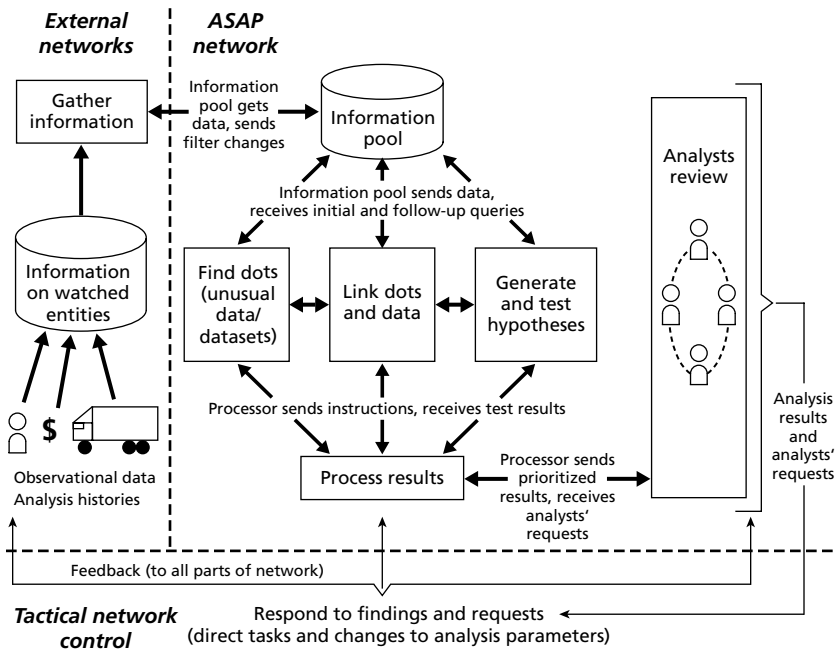 External
networks
ASAP
network
Gather
information
Information
pool gets
data, sends
filter changes
Information
pool
Analysts
review
Information pool sends data,
receives initial and follow-up queries
Information
on watched
entities
Find dots
(unusual
data/
datasets)
Link dots
and data
Generate
and test
hypotheses
$
Processor sends instructions, receives test results
Analysis
results
and
analysts’
requests
Observational data
Analysis histories
Process results
Processor sends
prioritized
results, receives
analysts’
requests
Feedback (to all parts of network)
Tactical network
control
Respond to findings and requests
(direct tasks and changes to analysis parameters)